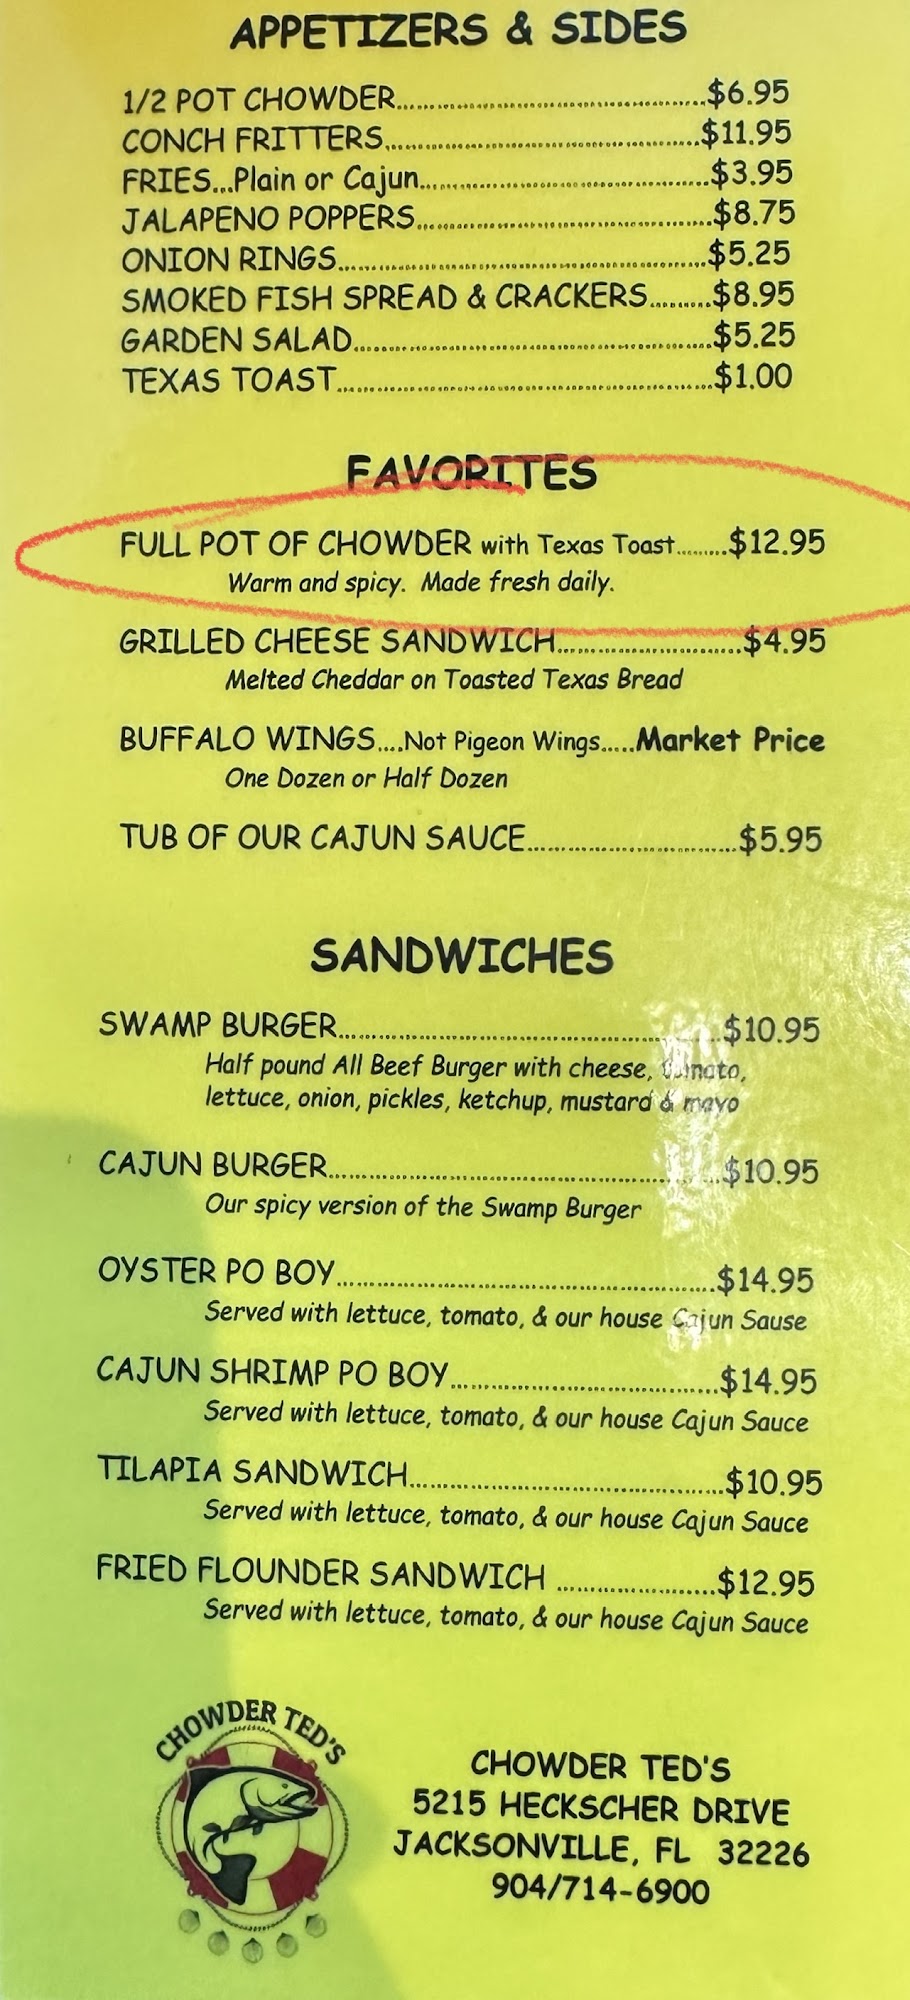 APPETIZERS & SIDES
1/2 POT CHOWDER..............................$6.95
CONCH FRITTERS..............................$11.95
FRIES...Plain or Cajun..............................$3.95
JALAPENO POPPERS..............................$8.75
ONION RINGS..............................$5.25
SMOKED FISH SPREAD & CRACKERS..........$8.95
GARDEN SALAD..............................$5.25
TEXAS TOAST..............................$1.00
FAVORITES
FULL POT OF CHOWDER with Texas Toast.........$12.95
Warm and spicy. Made fresh daily.
GRILLED CHEESE SANDWICH..............................$4.95
Melted Cheddar on Toasted Texas Bread
BUFFALO WINGS....Not Pigeon Wings.....Market Price
One Dozen or Half Dozen
TUB OF OUR CAJUN SAUCE..............................$5.95
SANDWICHES
SWAMP BURGER..............................$10.95
Half pound All Beef Burger with cheese, tomato,
lettuce, onion, pickles, ketchup, mustard & mayo
CAJUN BURGER..............................$10.95
Our spicy version of the Swamp Burger
OYSTER PO BOY..............................$14.95
Served with lettuce, tomato, & our house Cajun Sause
CAJUN SHRIMP PO BOY..............................$14.95
Served with lettuce, tomato, & our house Cajun Sauce
TILAPIA SANDWICH..............................$10.95
Served with lettuce, tomato, & our house Cajun Sauce
FRIED FLOUNDER SANDWICH .......................$12.95
Served with lettuce, tomato, & our house Cajun Sauce
CHOWDER TED'S
CHOWDER TED'S
5215 HECKSCHER DRIVE
JACKSONVILLE, FL 32226
904/714-6900